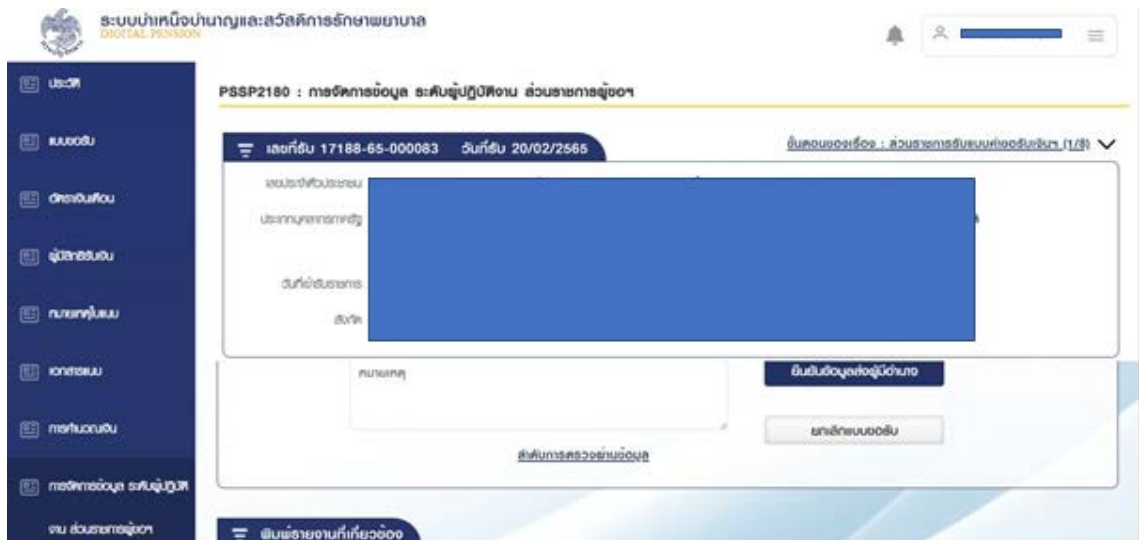 ระบบบำเหน็จบำนาญและสวัสดิการรักษาพยาบาล
DIGITAL PENSION
ประวัติ
PSSP2180 : การจัดการข้อมูล ระดับผู้ปฏิบัติงาน ส่วนราชการผู้ขอฯ
แบบขอรับ
เลขที่รับ 17188-65-000083 วันที่รับ 20/02/2565
ขั้นตอนของเรื่อง : ส่วนราชการรับแบบคำขอรับเงินฯ (1/8)
เลขประจำตัวประชาชน
อัตราเงินเดือน
ประเภทบุคลากรภาครัฐ
ผู้มีสิทธิรับเงิน
วันที่เข้ารับราชการ
หมายเหตุในแบบ
สังกัด
เอกสารแบบ
หมายเหตุ
ยืนยันข้อมูลส่งผู้มีอำนาจ
การคำนวณเงิน
ยกเลิกแบบขอรับ
ลำดับการตรวจผ่านข้อมูล
การจัดการข้อมูล ระดับผู้ปฏิบัติ
งาน ส่วนราชการผู้ขอฯ
พิมพ์รายงานที่เกี่ยวข้อง